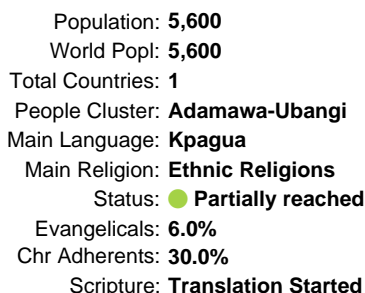 Population: 5,600
World Popl: 5,600
Total Countries: 1
People Cluster: Adamawa-Ubangi
Main Language: Kpagua
Main Religion: Ethnic Religions
Status: Partially reached
Evangelicals: 6.0%
Chr Adherents: 30.0%
Scripture: Translation Started